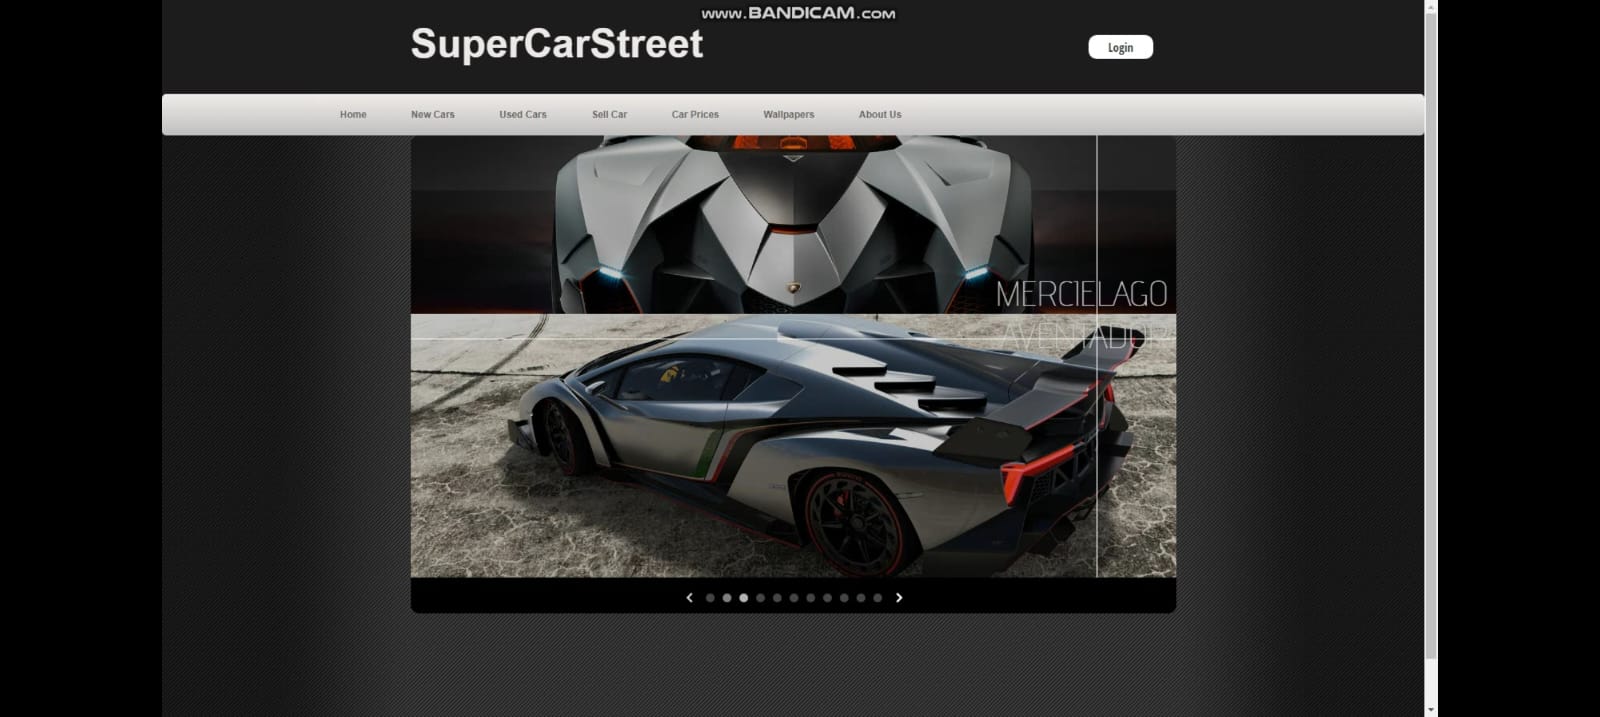 www.BANDICAM.com
SuperCarStreet
Login
Home New Cars Used Cars Sell Car Car Prices Wallpapers About Us
MERCIELAGO
AVENTADOR